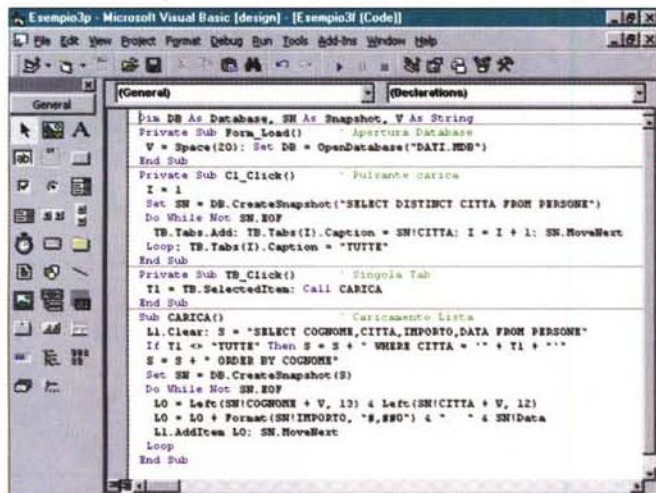 Esempio3p - Microsoft Visual Basic [design] - [Esempio3f (Code)]
File Edit View Project Format Debug Run Tools Add-Ins Window Help
General
(General) (Declarations)
Dim DB As Database, SN As Snapshot, V As String
Private Sub Form_Load() ' Apertura Database
V = Space(20): Set DB = OpenDatabase("DATI.MDB")
End Sub
Private Sub C1_Click() ' Pulsante carica
I = 1
Set SN = DB.CreateSnapshot("SELECT DISTINCT CITTA FROM PERSONE")
Do While Not SN.EOF
TB.Tabs.Add: TB.Tabs(I).Caption = SN!CITTA: I = I + 1: SN.MoveNext
Loop: TB.Tabs(I).Caption = "TUTTE"
End Sub
Private Sub TB_Click() ' Singola Tab
T1 = TB.SelectedItem: Call CARICA
End Sub
Sub CARICA() ' Caricamento Lista
L1.Clear: S = "SELECT COGNOME,CITTA,IMPORTO,DATA FROM PERSONE"
If T1 <> "TUTTE" Then S = S + " WHERE CITTA = '" + T1 + "'"
S = S + " ORDER BY COGNOME"
Set SN = DB.CreateSnapshot(S)
Do While Not SN.EOF
LO = Left(SN!COGNOME + V, 13) & Left(SN!CITTA + V, 12)
LO = LO + Format(SN!IMPORTO, "#,##0") & " " & SN!Data
L1.AddItem LO: SN.MoveNext
Loop
End Sub